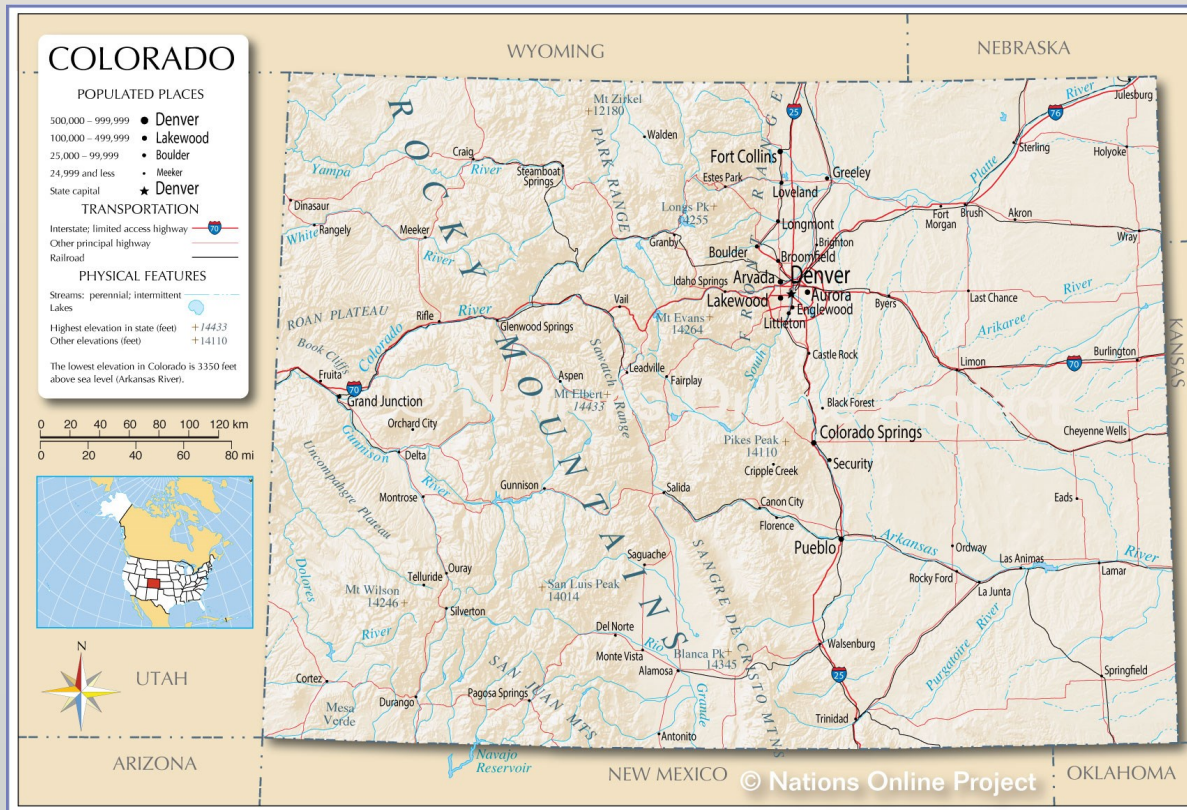 COLORADO
POPULATED PLACES
500,000 – 999,999 Denver
100,000 – 499,999 Lakewood
25,000 – 99,999 Boulder
24,999 and less Meeker
State capital Denver
TRANSPORTATION
Interstate; limited access highway 70
Other principal highway
Railroad
PHYSICAL FEATURES
Streams: perennial; intermittent
Lakes
Highest elevation in state (feet) +14433
Other elevations (feet) +14110
The lowest elevation in Colorado is 3350 feet
above sea level (Arkansas River).
0 20 40 60 80 100 120 km
0 20 40 60 80 mi
N
WYOMING
NEBRASKA
KANSAS
OKLAHOMA
NEW MEXICO
ARIZONA
UTAH
ROCKY MOUNTAINS
PARK RANGE
FRONT RANGE
Mt Zirkel
+12180
Walden
25
76
River
Julesburg
Sterling
Holyoke
Platte
Craig
Yampa
River
Steamboat
Springs
Fort Collins
Estes Park
Loveland
Greeley
Dinasaur
Rangely
White
Meeker
River
Longs Pk+
14255
Granby
Longmont
Fort
Morgan
Brush
Akron
Wray
Boulder
Brighton
Broomfield
Arvada
Denver
Idaho Springs
Lakewood
Aurora
Englewood
Littleton
Byers
Last Chance
River
Arikaree
ROAN PLATEAU
Rifle
River
Colorado
Glenwood Springs
Vail
Mt Evans+
14264
Book Cliffs
Fruita
70
Grand Junction
Sawatch Range
Leadville
Fairplay
South
Castle Rock
Limon
70
Burlington
Aspen
Mt Elbert+
14433
Black Forest
Orchard City
Gunnison
River
Delta
Colorado Springs
Pikes Peak +
14110
Cripple Creek
Security
Cheyenne Wells
Uncompahgre Plateau
Montrose
Gunnison
Salida
Canon City
Florence
Eads
Pueblo
Arkansas
River
Ordway
Rocky Ford
Las Animas
La Junta
Lamar
Saguache
SANGRE DE CRISTO MTNS
Dolores
River
Ouray
Telluride
Mt Wilson
14246 +
Silverton
+San Luis Peak
14014
Del Norte
Monte Vista
Rio
Grande
Blanca Pk+
14345
Alamosa
Walsenburg
25
Purgatoire River
Springfield
Cortez
Mesa
Verde
Durango
Pagosa Springs
SAN JUAN MTS
Antonito
Trinidad
Navajo
Reservoir
© Nations Online Project